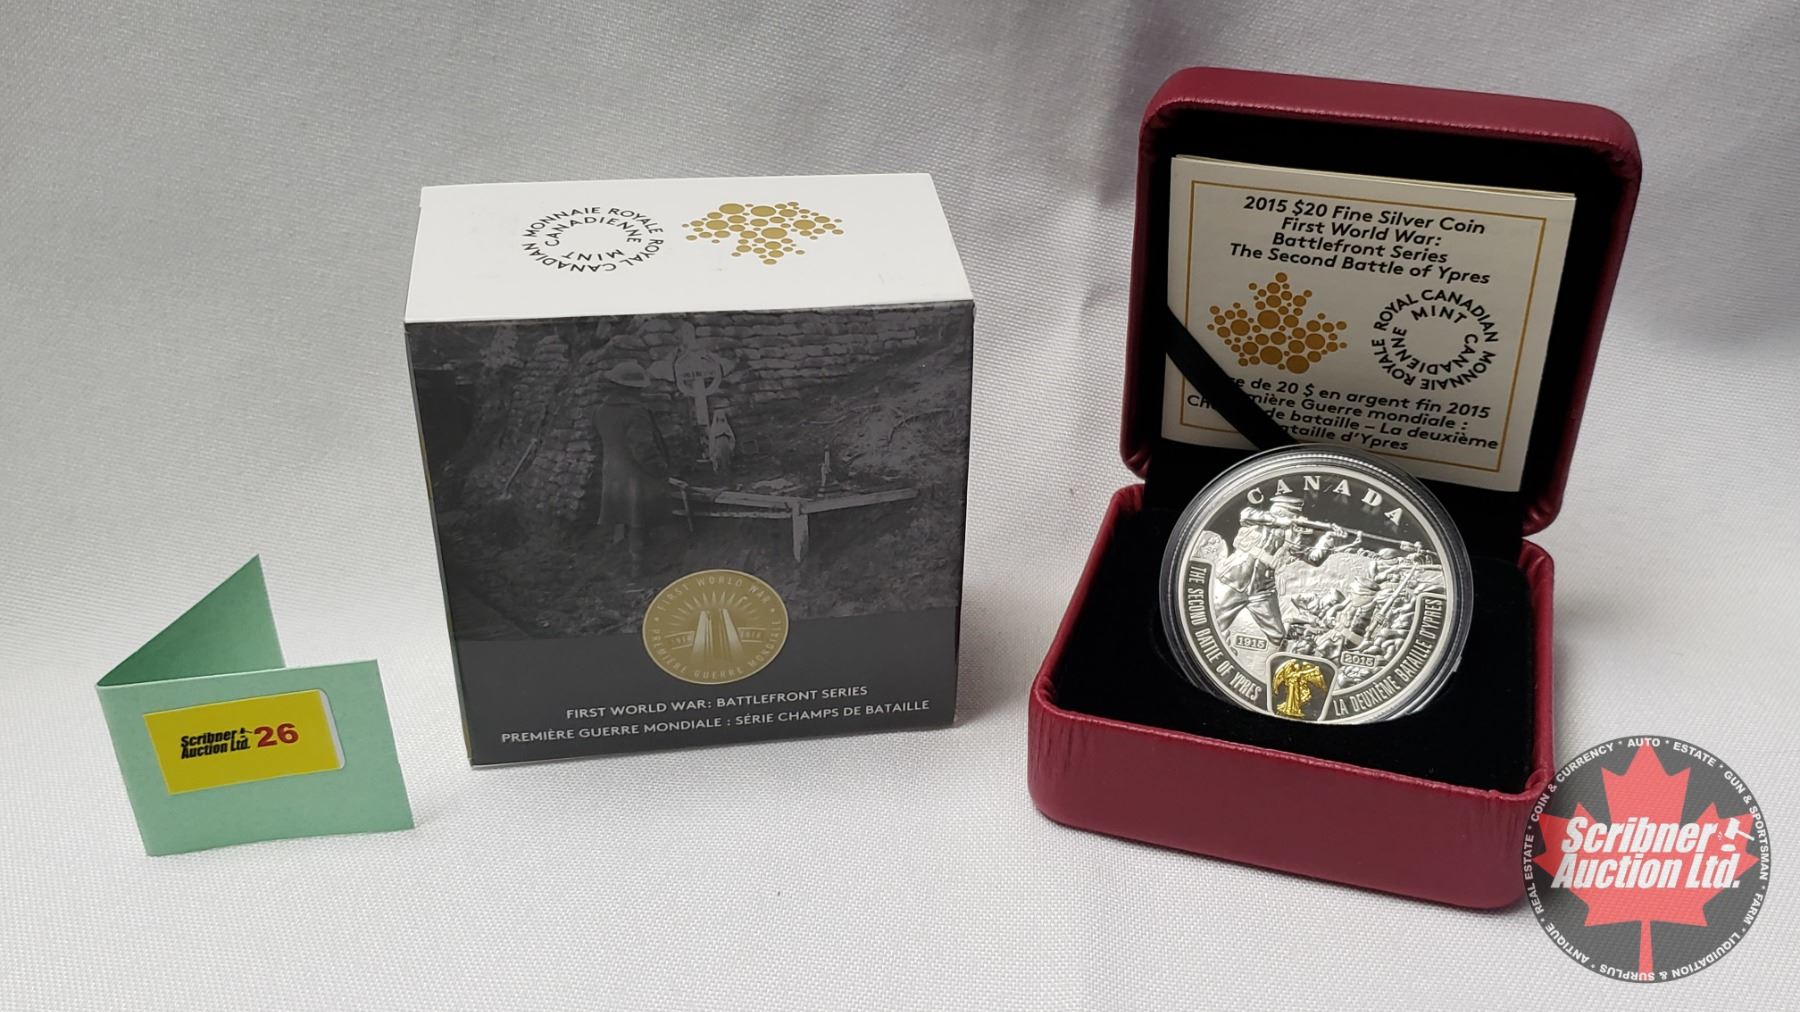 Scribner
Auction Ltd. 26
MONNAIE ROYALE CANADIENNE
ROYAL CANADIAN MINT
FIRST WORLD WAR
PREMIÈRE GUERRE MONDIALE
FIRST WORLD WAR: BATTLEFRONT SERIES
PREMIÈRE GUERRE MONDIALE : SÉRIE CHAMPS DE BATAILLE
2015 $20 Fine Silver Coin
First World War:
Battlefront Series
The Second Battle of Ypres
ROYAL CANADIAN MINT
MONNAIE ROYALE CANADIENNE
de 20 $ en argent fin 2015
Guerre mondiale :
de bataille – La deuxième
d'Ypres
CANADA
THE SECOND BATTLE OF YPRES
1915
2015
LA DEUXIÈME BATAILLE D'YPRES
COIN & CURRENCY * AUTO * ESTATE * GUN & SPORTSMAN * FARM * LIQUIDATION & SURPLUS * ANTIQUE * REAL ESTATE *
Scribner
Auction Ltd.